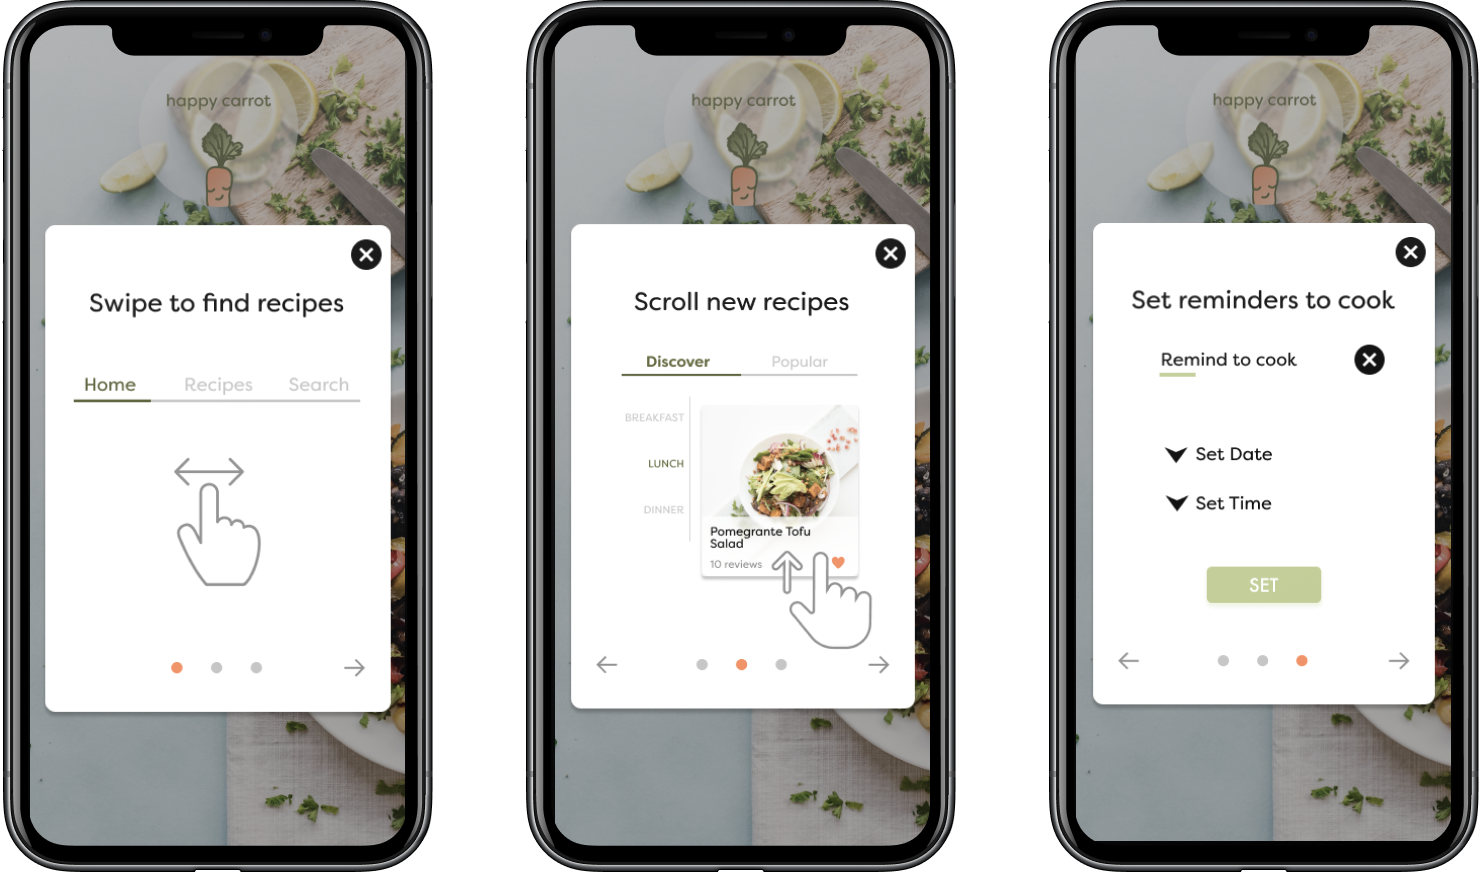 happy carrot
Swipe to find recipes
Home Recipes Search
happy carrot
Scroll new recipes
Discover Popular
BREAKFAST
LUNCH
DINNER
Pomegrante Tofu
Salad
10 reviews
happy carrot
Set reminders to cook
Remind to cook
Set Date
Set Time
SET